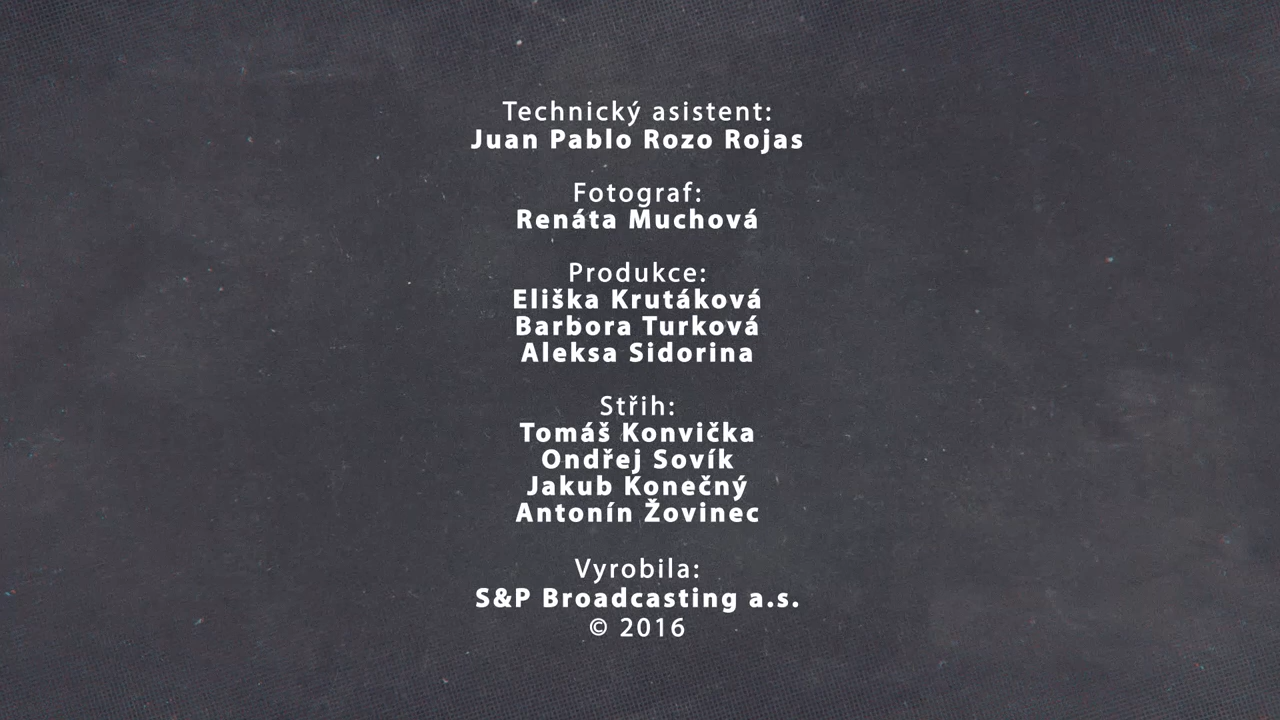 Technický asistent:
Juan Pablo Rozo Rojas
Fotograf:
Renáta Muchová
Produkce:
Eliška Krutáková
Barbora Turková
Aleksa Sidorina
Střih:
Tomáš Konvička
Ondřej Sovík
Jakub Konečný
Antonín Žovinec
Vyrobila:
S&P Broadcasting a.s.
© 2016